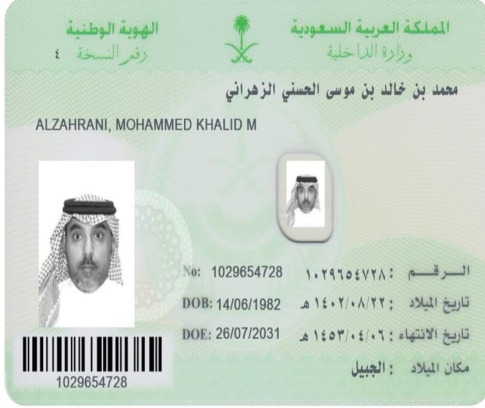 المملكة العربية السعودية
وزارة الداخلية
الهوية الوطنية
رقم النسخة ٤
محمد بن خالد بن موسى الحسني الزهراني
ALZAHRANI, MOHAMMED KHALID M
الرقم : ١٠٢٩٦٥٤٧٢٨ No: 1029654728
تاريخ الميلاد : ١٤٠٢/٠٨/٢٢ هـ DOB: 14/06/1982
تاريخ الانتهاء : ١٤٥٣/٠٤/٠٦ هـ DOE: 26/07/2031
مكان الميلاد : الجبيل
1029654728